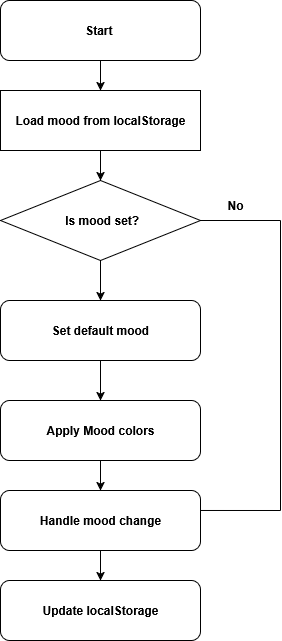 Start
Load mood from localStorage
Is mood set?
No
Set default mood
Apply Mood colors
Handle mood change
Update localStorage